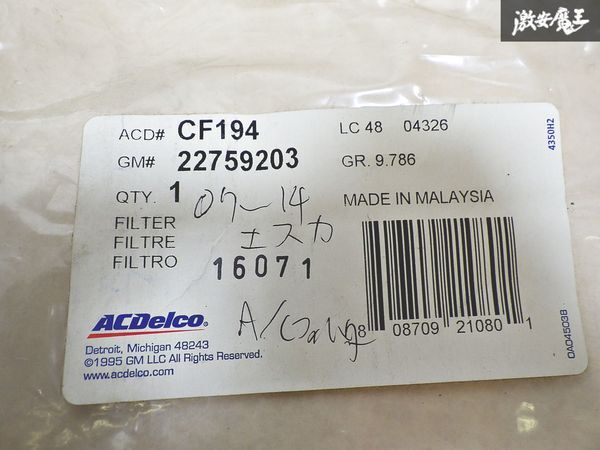 激安魔王
ACD# CF194 LC 48 04326
GM# 22759203 GR. 9.786
4350H2
QTY. 1 07〜14 MADE IN MALAYSIA
FILTER エスカ
FILTRE
FILTRO 16071
A/C
8 08709 21080 1
0AD4503B
ACDelco
Detroit, Michigan 48243
©1995 GM LLC All Rights Reserved.
www.acdelco.com